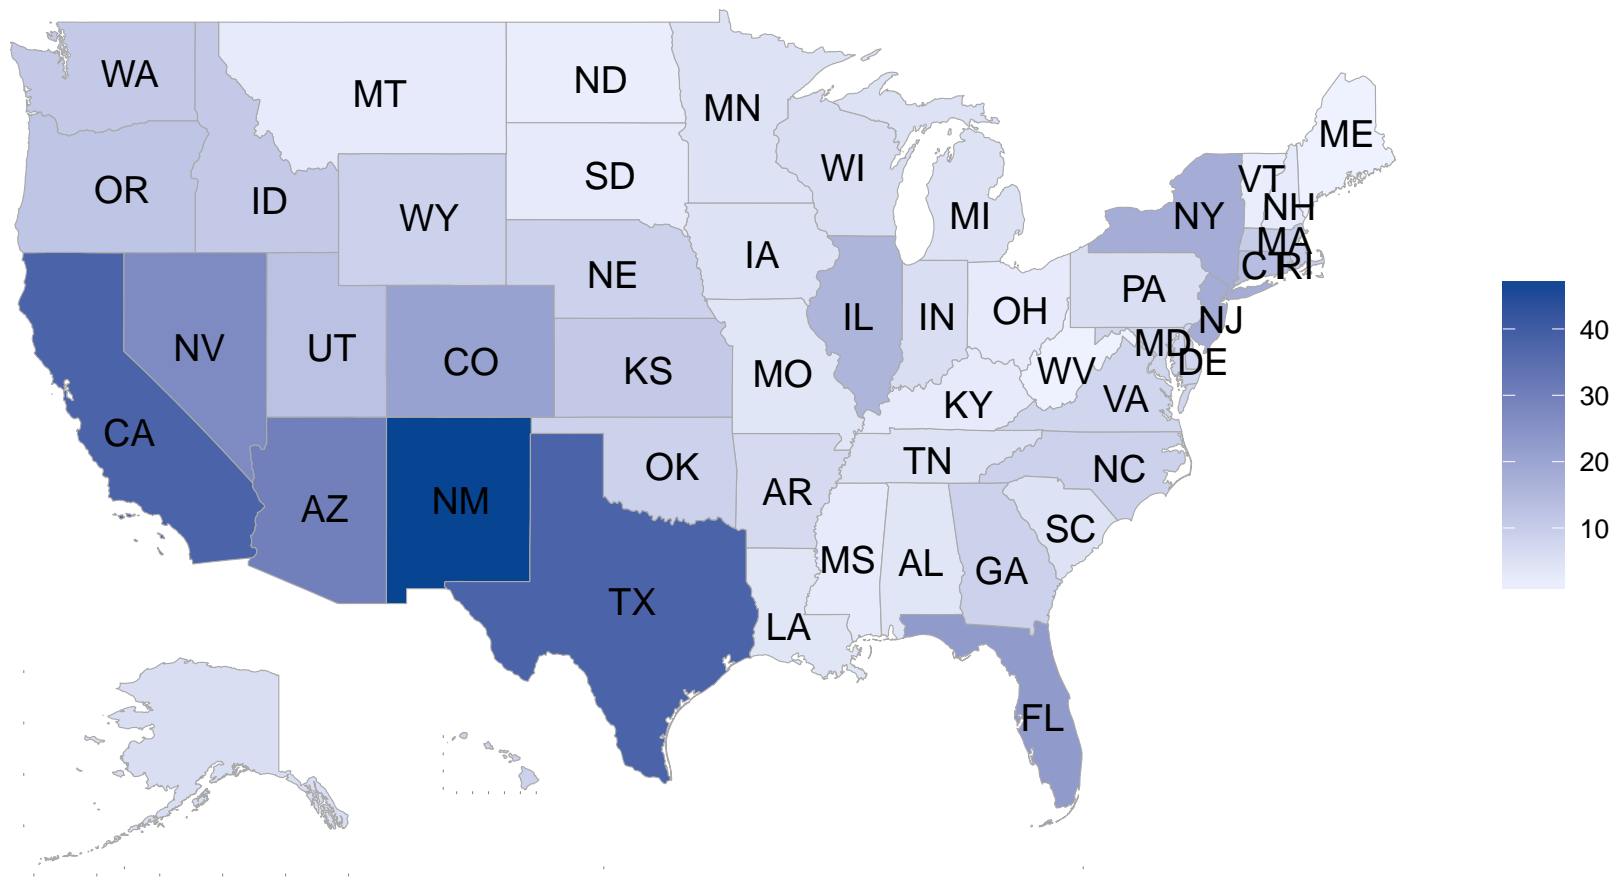 WA
MT
ND
MN
ME
OR
ID
WY
SD
WI
MI
VT
NH
NY
MA
CT
RI
IA
NE
PA
NV
UT
CO
KS
MO
IL
IN
OH
NJ
MD
DE
WV
VA
KY
CA
AZ
NM
OK
AR
TN
NC
SC
TX
LA
MS
AL
GA
FL
40
30
20
10